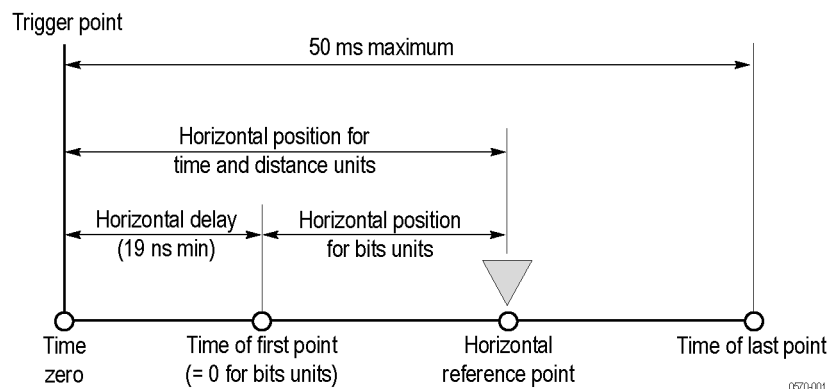 Trigger point
50 ms maximum
Horizontal position for
time and distance units
Horizontal delay
(19 ns min)
Horizontal position
for bits units
Time
zero
Time of first point
(= 0 for bits units)
Horizontal
reference point
Time of last point
0570-001